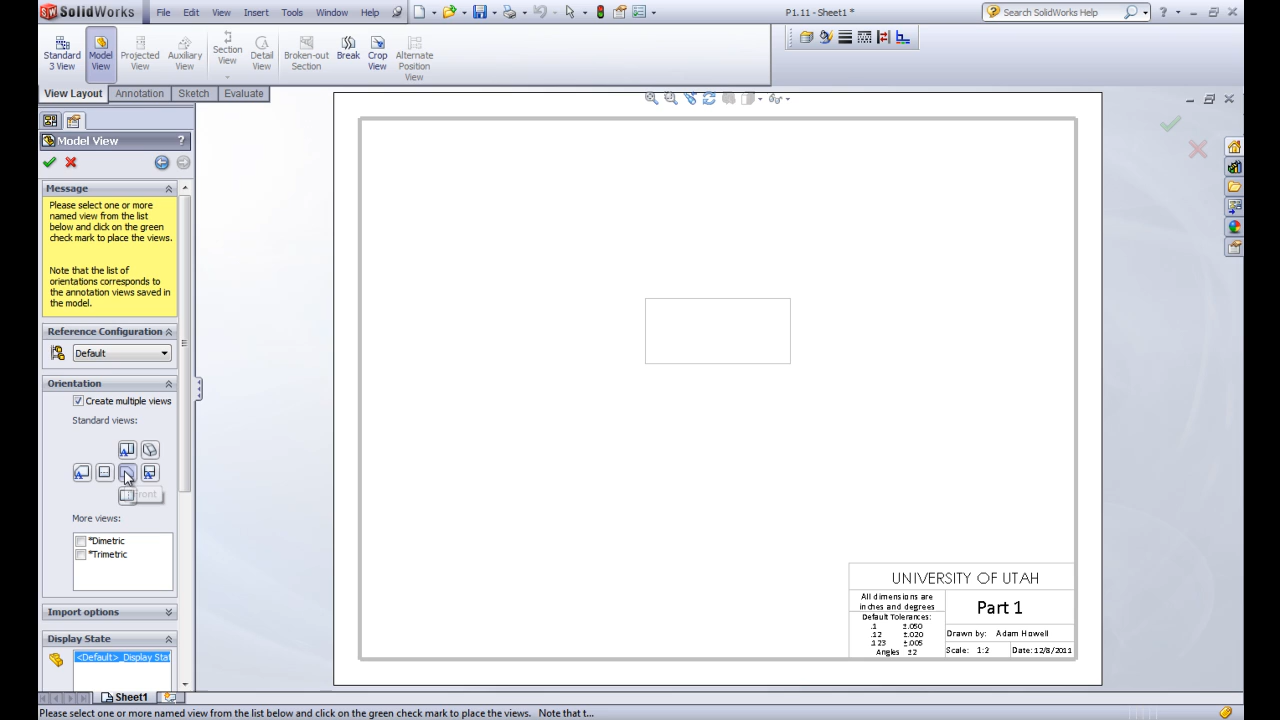 SolidWorks File Edit View Insert Tools Window Help P1.11 - Sheet1 * Search SolidWorks Help ?
Standard 3 View
Model View
Projected View
Auxiliary View
Section View
Detail View
Broken-out Section
Break
Crop View
Alternate Position View
View Layout Annotation Sketch Evaluate
Model View ?
Message
Please select one or more
named view from the list
below and click on the green
check mark to place the views.
Note that the list of
orientations corresponds to
the annotation views saved in
the model.
Reference Configuration
Default
Orientation
Create multiple views
Standard views:
Front
More views:
*Dimetric
*Trimetric
Import options
Display State
<Default>_Display Stat
UNIVERSITY OF UTAH
All dimensions are
inches and degrees
Default Tolerances:
.1 ±.050
.12 ±.020
.123 ±.005
Angles ±2
Part 1
Drawn by: Adam Howell
Scale: 1:2 Date: 12/8/2011
Sheet1
Please select one or more named view from the list below and click on the green check mark to place the views. Note that t...